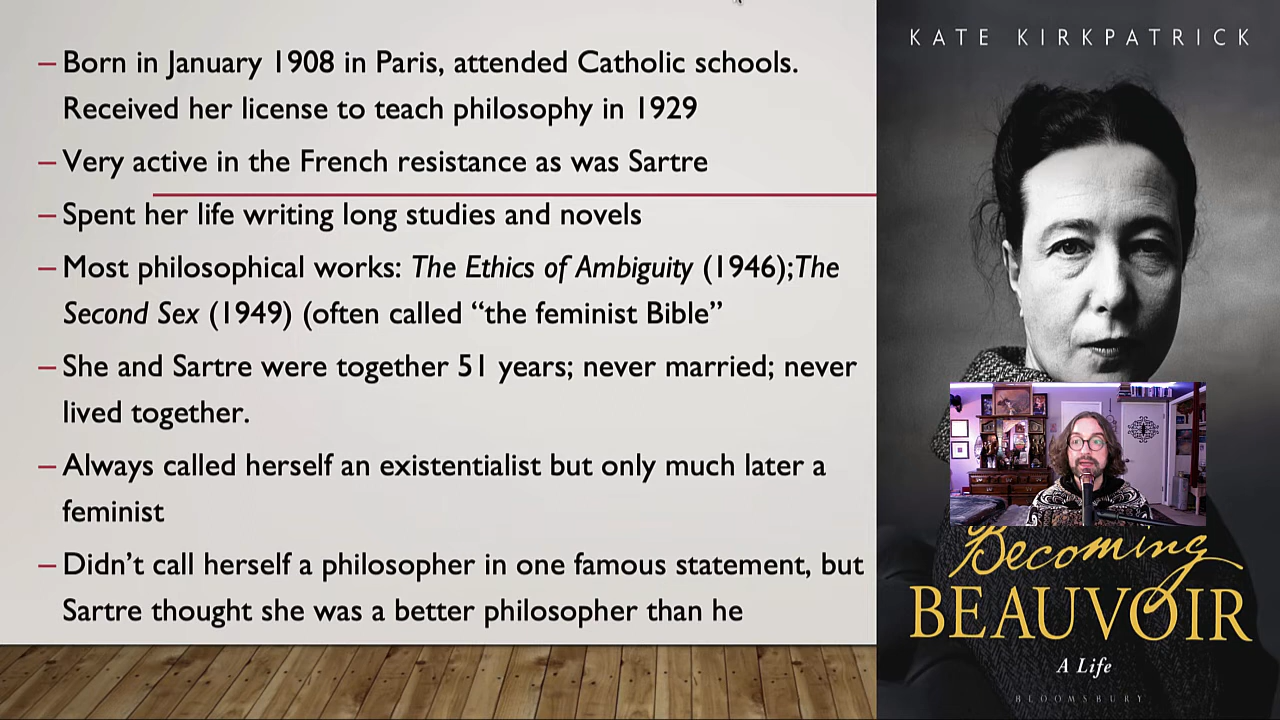 – Born in January 1908 in Paris, attended Catholic schools.
Received her license to teach philosophy in 1929
– Very active in the French resistance as was Sartre
– Spent her life writing long studies and novels
– Most philosophical works: The Ethics of Ambiguity (1946);The
Second Sex (1949) (often called “the feminist Bible”
– She and Sartre were together 51 years; never married; never
lived together.
– Always called herself an existentialist but only much later a
feminist
– Didn’t call herself a philosopher in one famous statement, but
Sartre thought she was a better philosopher than he
KATE KIRKPATRICK
Becoming
BEAUVOIR
A Life
BLOOMSBURY